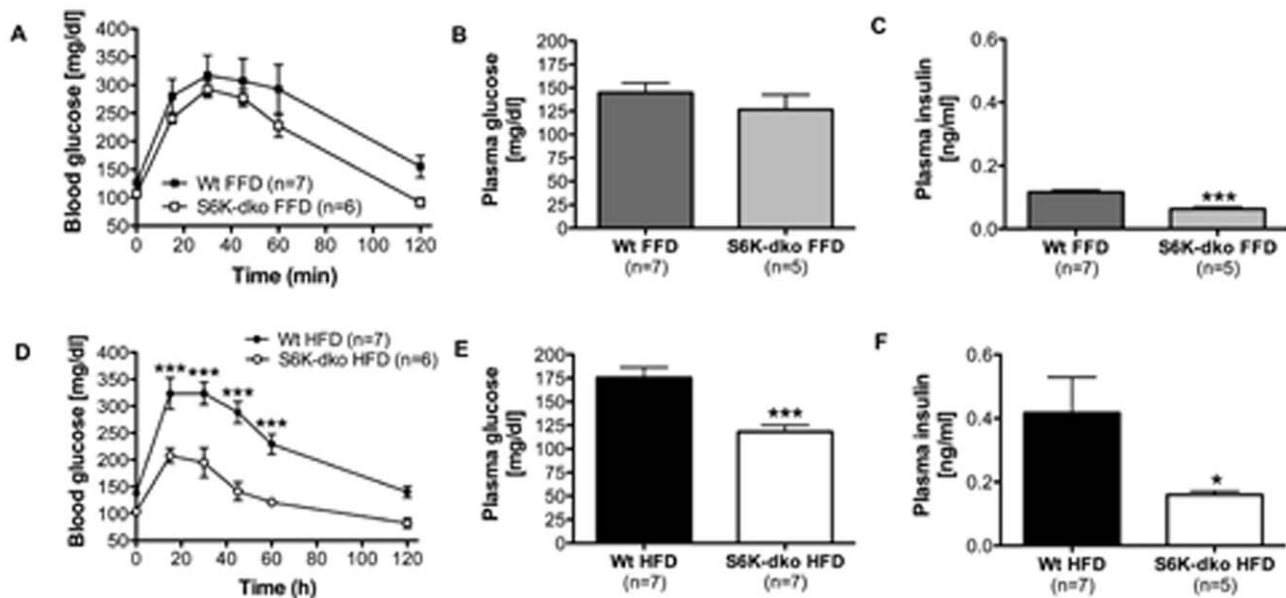 A
Blood glucose [mg/dl]
400
350
300
250
200
150
100
50
0 20 40 60 80 100 120
Time (min)
Wt FFD (n=7)
S6K-dko FFD (n=6)
B
Plasma glucose
[mg/dl]
200
175
150
125
100
75
50
25
0
Wt FFD S6K-dko FFD
(n=7) (n=5)
C
Plasma insulin
[ng/ml]
0.6
0.4
0.2
0.0
***
Wt FFD S6K-dko FFD
(n=7) (n=5)
D
Wt HFD (n=7)
S6K-dko HFD (n=6)
Blood glucose [mg/dl]
400
350
300
250
200
150
100
50
*** *** *** ***
0 20 40 60 80 100 120
Time (h)
E
Plasma glucose
[mg/dl]
200
175
150
125
100
75
50
25
0
***
Wt HFD S6K-dko HFD
(n=7) (n=7)
F
Plasma insulin
[ng/ml]
0.6
0.4
0.2
0.0
*
Wt HFD S6K-dko HFD
(n=7) (n=5)